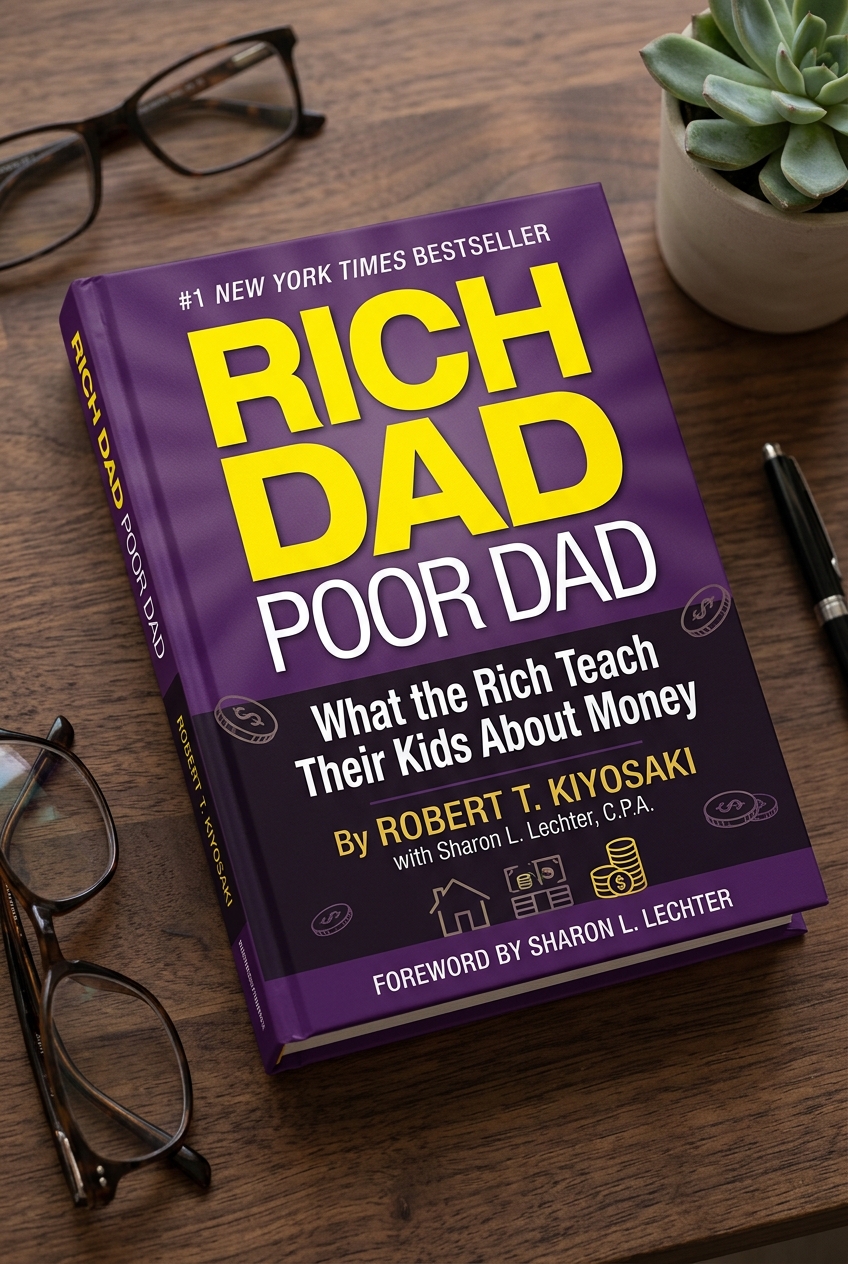 #1 NEW YORK TIMES BESTSELLER
RICH
DAD
POOR DAD
What the Rich Teach
Their Kids About Money
By ROBERT T. KIYOSAKI
with Sharon L. Lechter, C.P.A.
FOREWORD BY SHARON L. LECHTER
RICH DAD POOR DAD
ROBERT T. KIYOSAKI